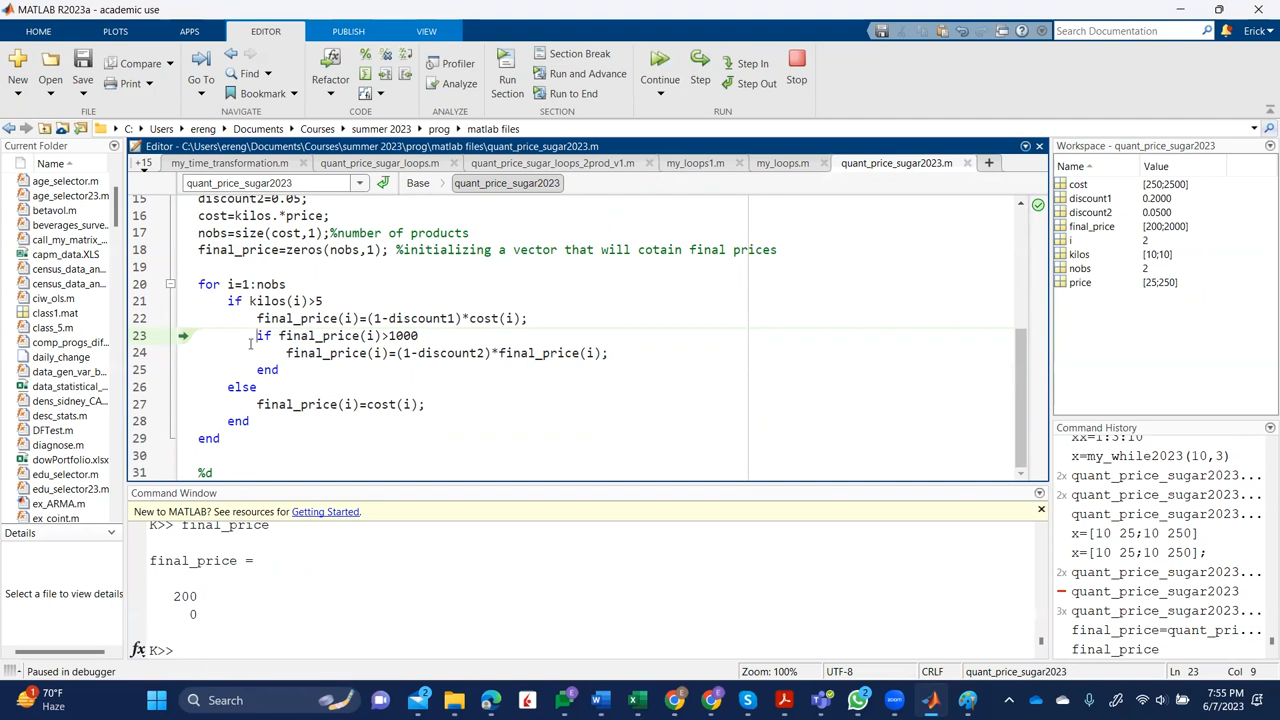 MATLAB R2023a - academic use
HOME PLOTS APPS EDITOR PUBLISH VIEW
Search Documentation
Erick
New Open Save Compare Print
Go To Find Bookmark
Refactor
Profiler Analyze
Run Section
Section Break
Run and Advance
Run to End
Continue Step Step In Step Out Stop
FILE NAVIGATE CODE ANALYZE SECTION RUN
C: Users ereng Documents Courses summer 2023 prog matlab files
Current Folder
Name
age_selector.m
age_selector23.m
betavol.m
beverages_surve...
call_my_matrix_...
capm_data.XLS
census_data_an...
census_data_an...
ciw_ols.m
class1.mat
class_5.m
comp_progs_dif...
daily_change
data_gen_var_b...
data_statistical_...
dens_sidney_CA...
desc_stats.m
DFTest.m
diagnose.m
dowPortfolio.xlsx
edu_selector.m
edu_selector23.m
ex_ARMA.m
ex_coint.m
Details
Select a file to view details
Editor - C:\Users\ereng\Documents\Courses\summer 2023\prog\matlab files\quant_price_sugar2023.m
+15 my_time_transformation.m quant_price_sugar_loops.m quant_price_sugar_loops_2prod_v1.m my_loops1.m my_loops.m quant_price_sugar2023.m
quant_price_sugar2023 Base quant_price_sugar2023
15 discount2=0.05;
16 cost=kilos.*price;
17 nobs=size(cost,1);%number of products
18 final_price=zeros(nobs,1); %initializing a vector that will cotain final prices
19
20 for i=1:nobs
21 if kilos(i)>5
22 final_price(i)=(1-discount1)*cost(i);
23 if final_price(i)>1000
24 final_price(i)=(1-discount2)*final_price(i);
25 end
26 else
27 final_price(i)=cost(i);
28 end
29 end
30
31 %d
Command Window
New to MATLAB? See resources for Getting Started.
K>> final_price
final_price =
200
0
fx K>>
Workspace - quant_price_sugar2023
Name Value
cost [250;2500]
discount1 0.2000
discount2 0.0500
final_price [200;2000]
i 2
kilos [10;10]
nobs 2
price [25;250]
Command History
xx=1:3:10
x=my_while2023(10,3)
2x quant_price_sugar2023...
2x quant_price_sugar2023...
quant_price_sugar2023...
x=[10 25;10 250]
x=[10 25;10 250];
2x quant_price_sugar2023...
quant_price_sugar2023
3x quant_price_sugar2023...
final_price=quant_pri...
final_price
Paused in debugger
Zoom: 100% UTF-8 CRLF quant_price_sugar2023 Ln 23 Col 9
70°F
Haze
Search
7:55 PM
6/7/2023